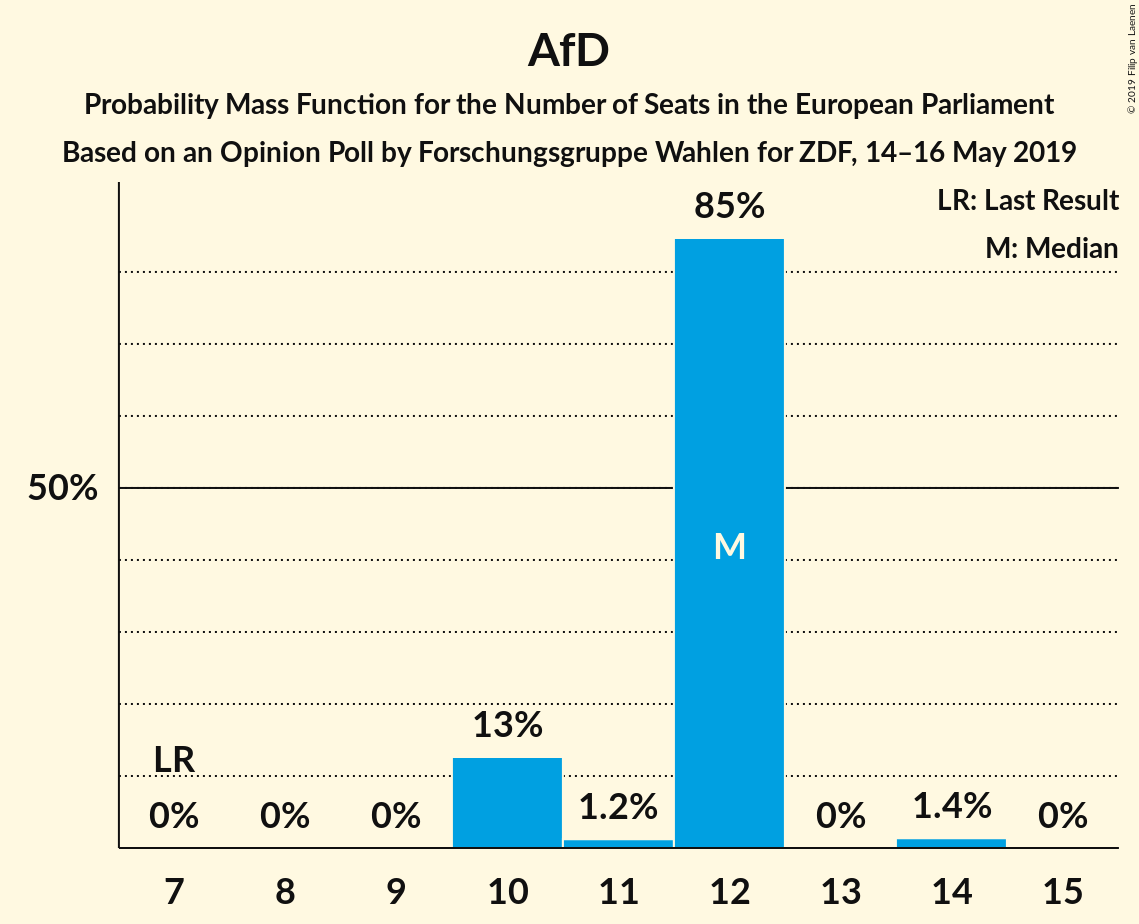 AfD
Probability Mass Function for the Number of Seats in the European Parliament
Based on an Opinion Poll by Forschungsgruppe Wahlen for ZDF, 14–16 May 2019
© 2019 Filip van Laenen
LR: Last Result
M: Median
85%
50%
M
13%
LR
0% 0% 0% 1.2% 0% 1.4% 0%
7 8 9 10 11 12 13 14 15